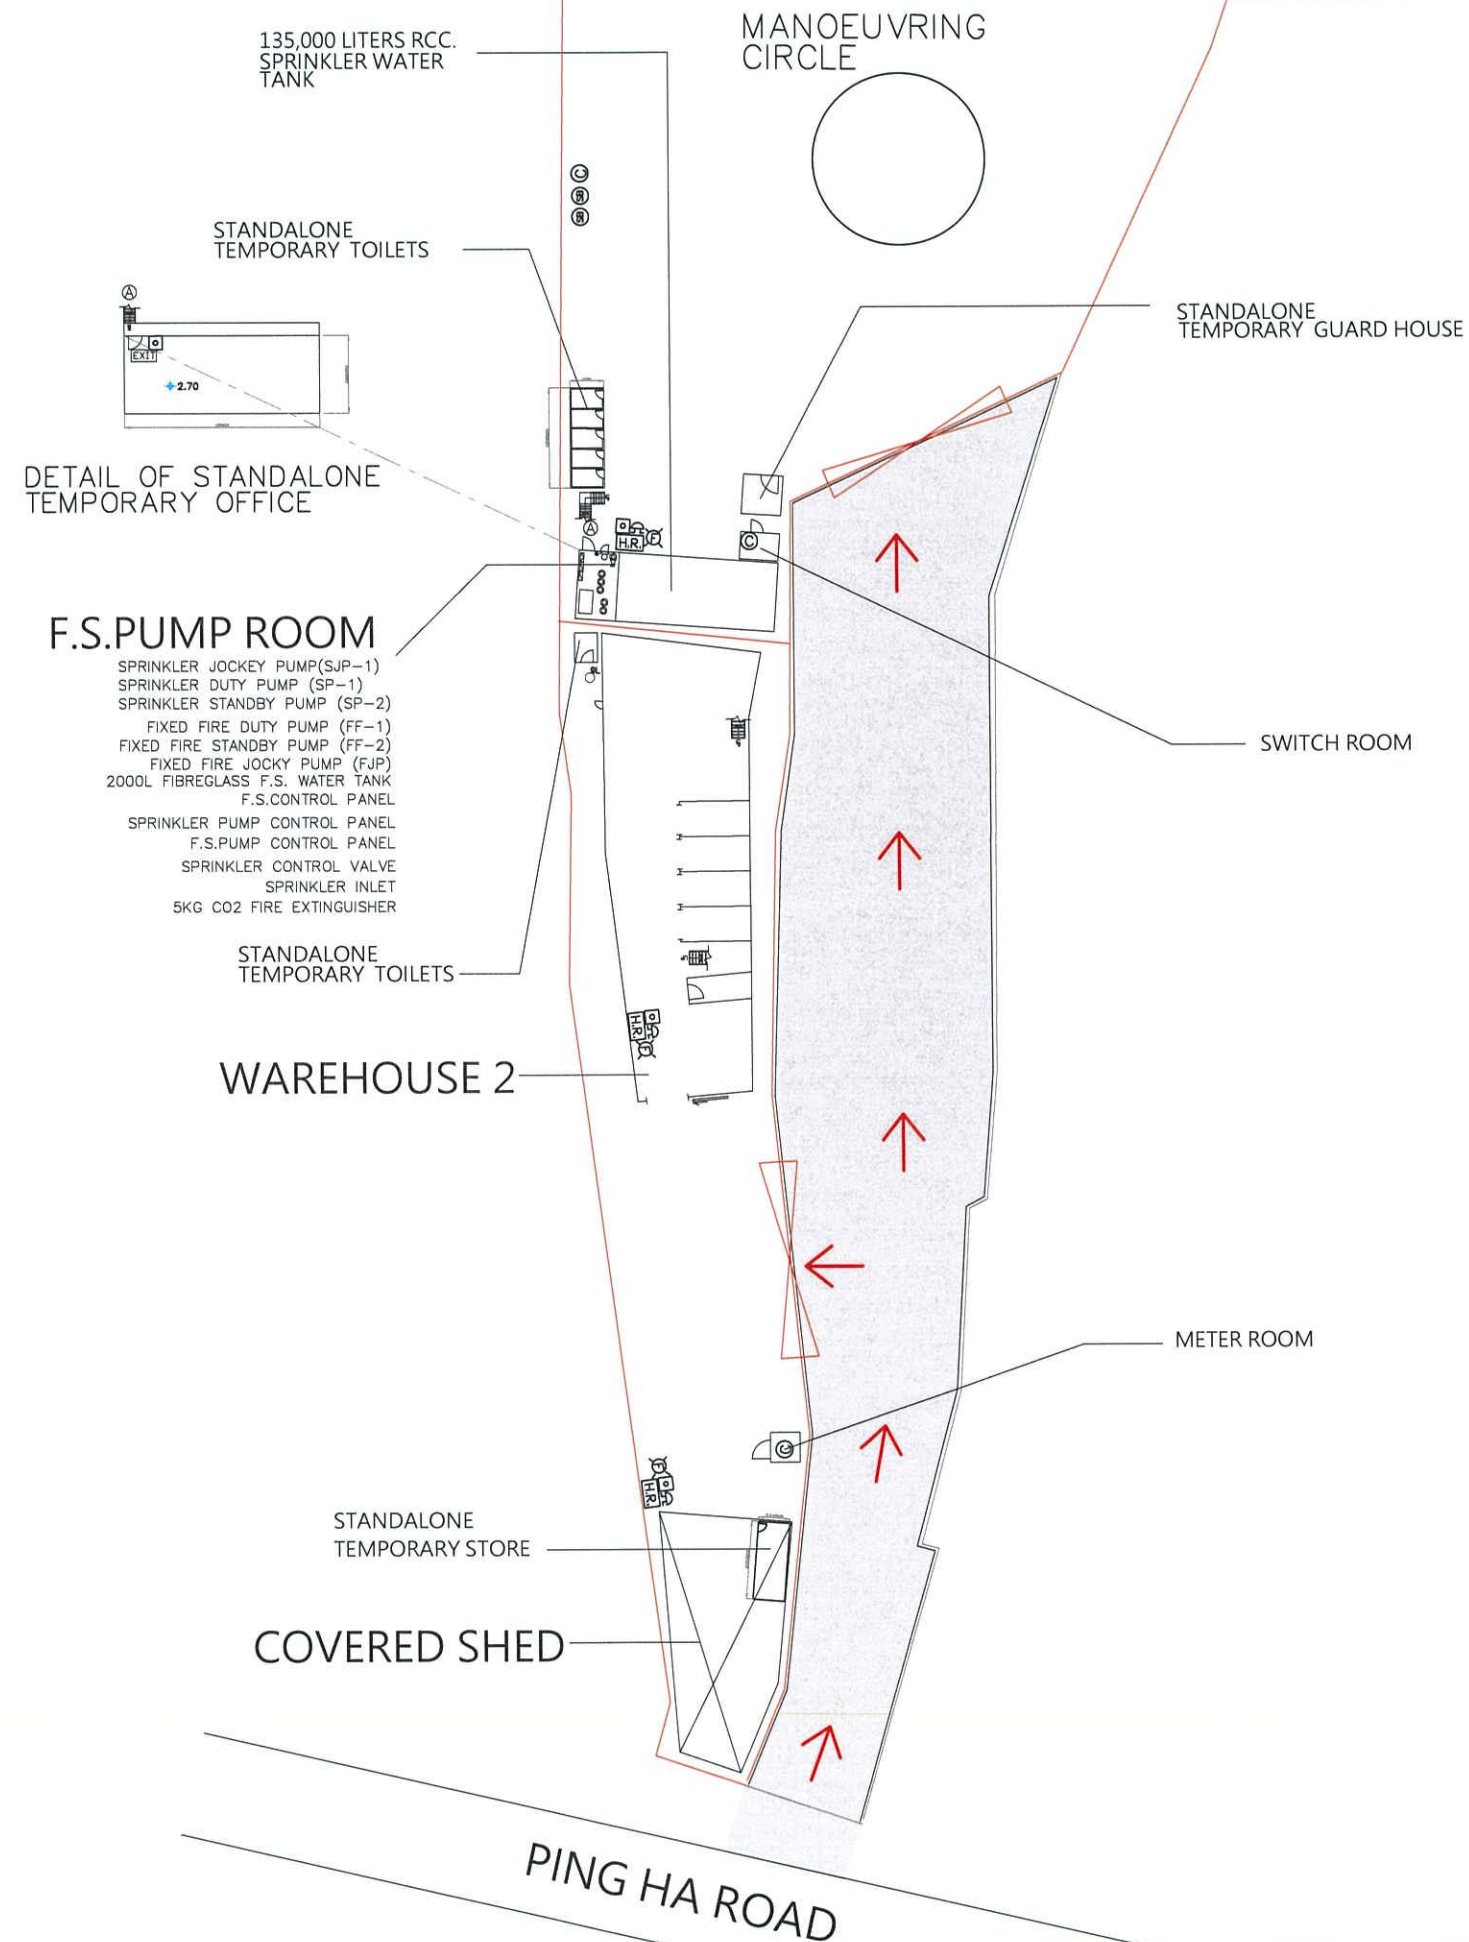 135,000 LITERS RCC.
SPRINKLER WATER
TANK
MANOEUVRING
CIRCLE
C
SB
SB
STANDALONE
TEMPORARY TOILETS
STANDALONE
TEMPORARY GUARD HOUSE
A
EXIT
2.70
DETAIL OF STANDALONE
TEMPORARY OFFICE
A
H.R.
F
C
F.S.PUMP ROOM
SPRINKLER JOCKEY PUMP(SJP-1)
SPRINKLER DUTY PUMP (SP-1)
SPRINKLER STANDBY PUMP (SP-2)
FIXED FIRE DUTY PUMP (FF-1)
FIXED FIRE STANDBY PUMP (FF-2)
FIXED FIRE JOCKY PUMP (FJP)
2000L FIBREGLASS F.S. WATER TANK
F.S.CONTROL PANEL
SPRINKLER PUMP CONTROL PANEL
F.S.PUMP CONTROL PANEL
SPRINKLER CONTROL VALVE
SPRINKLER INLET
5KG CO2 FIRE EXTINGUISHER
SWITCH ROOM
STANDALONE
TEMPORARY TOILETS
H.R.
F
WAREHOUSE 2
METER ROOM
C
F
H.R.
STANDALONE
TEMPORARY STORE
COVERED SHED
PING HA ROAD